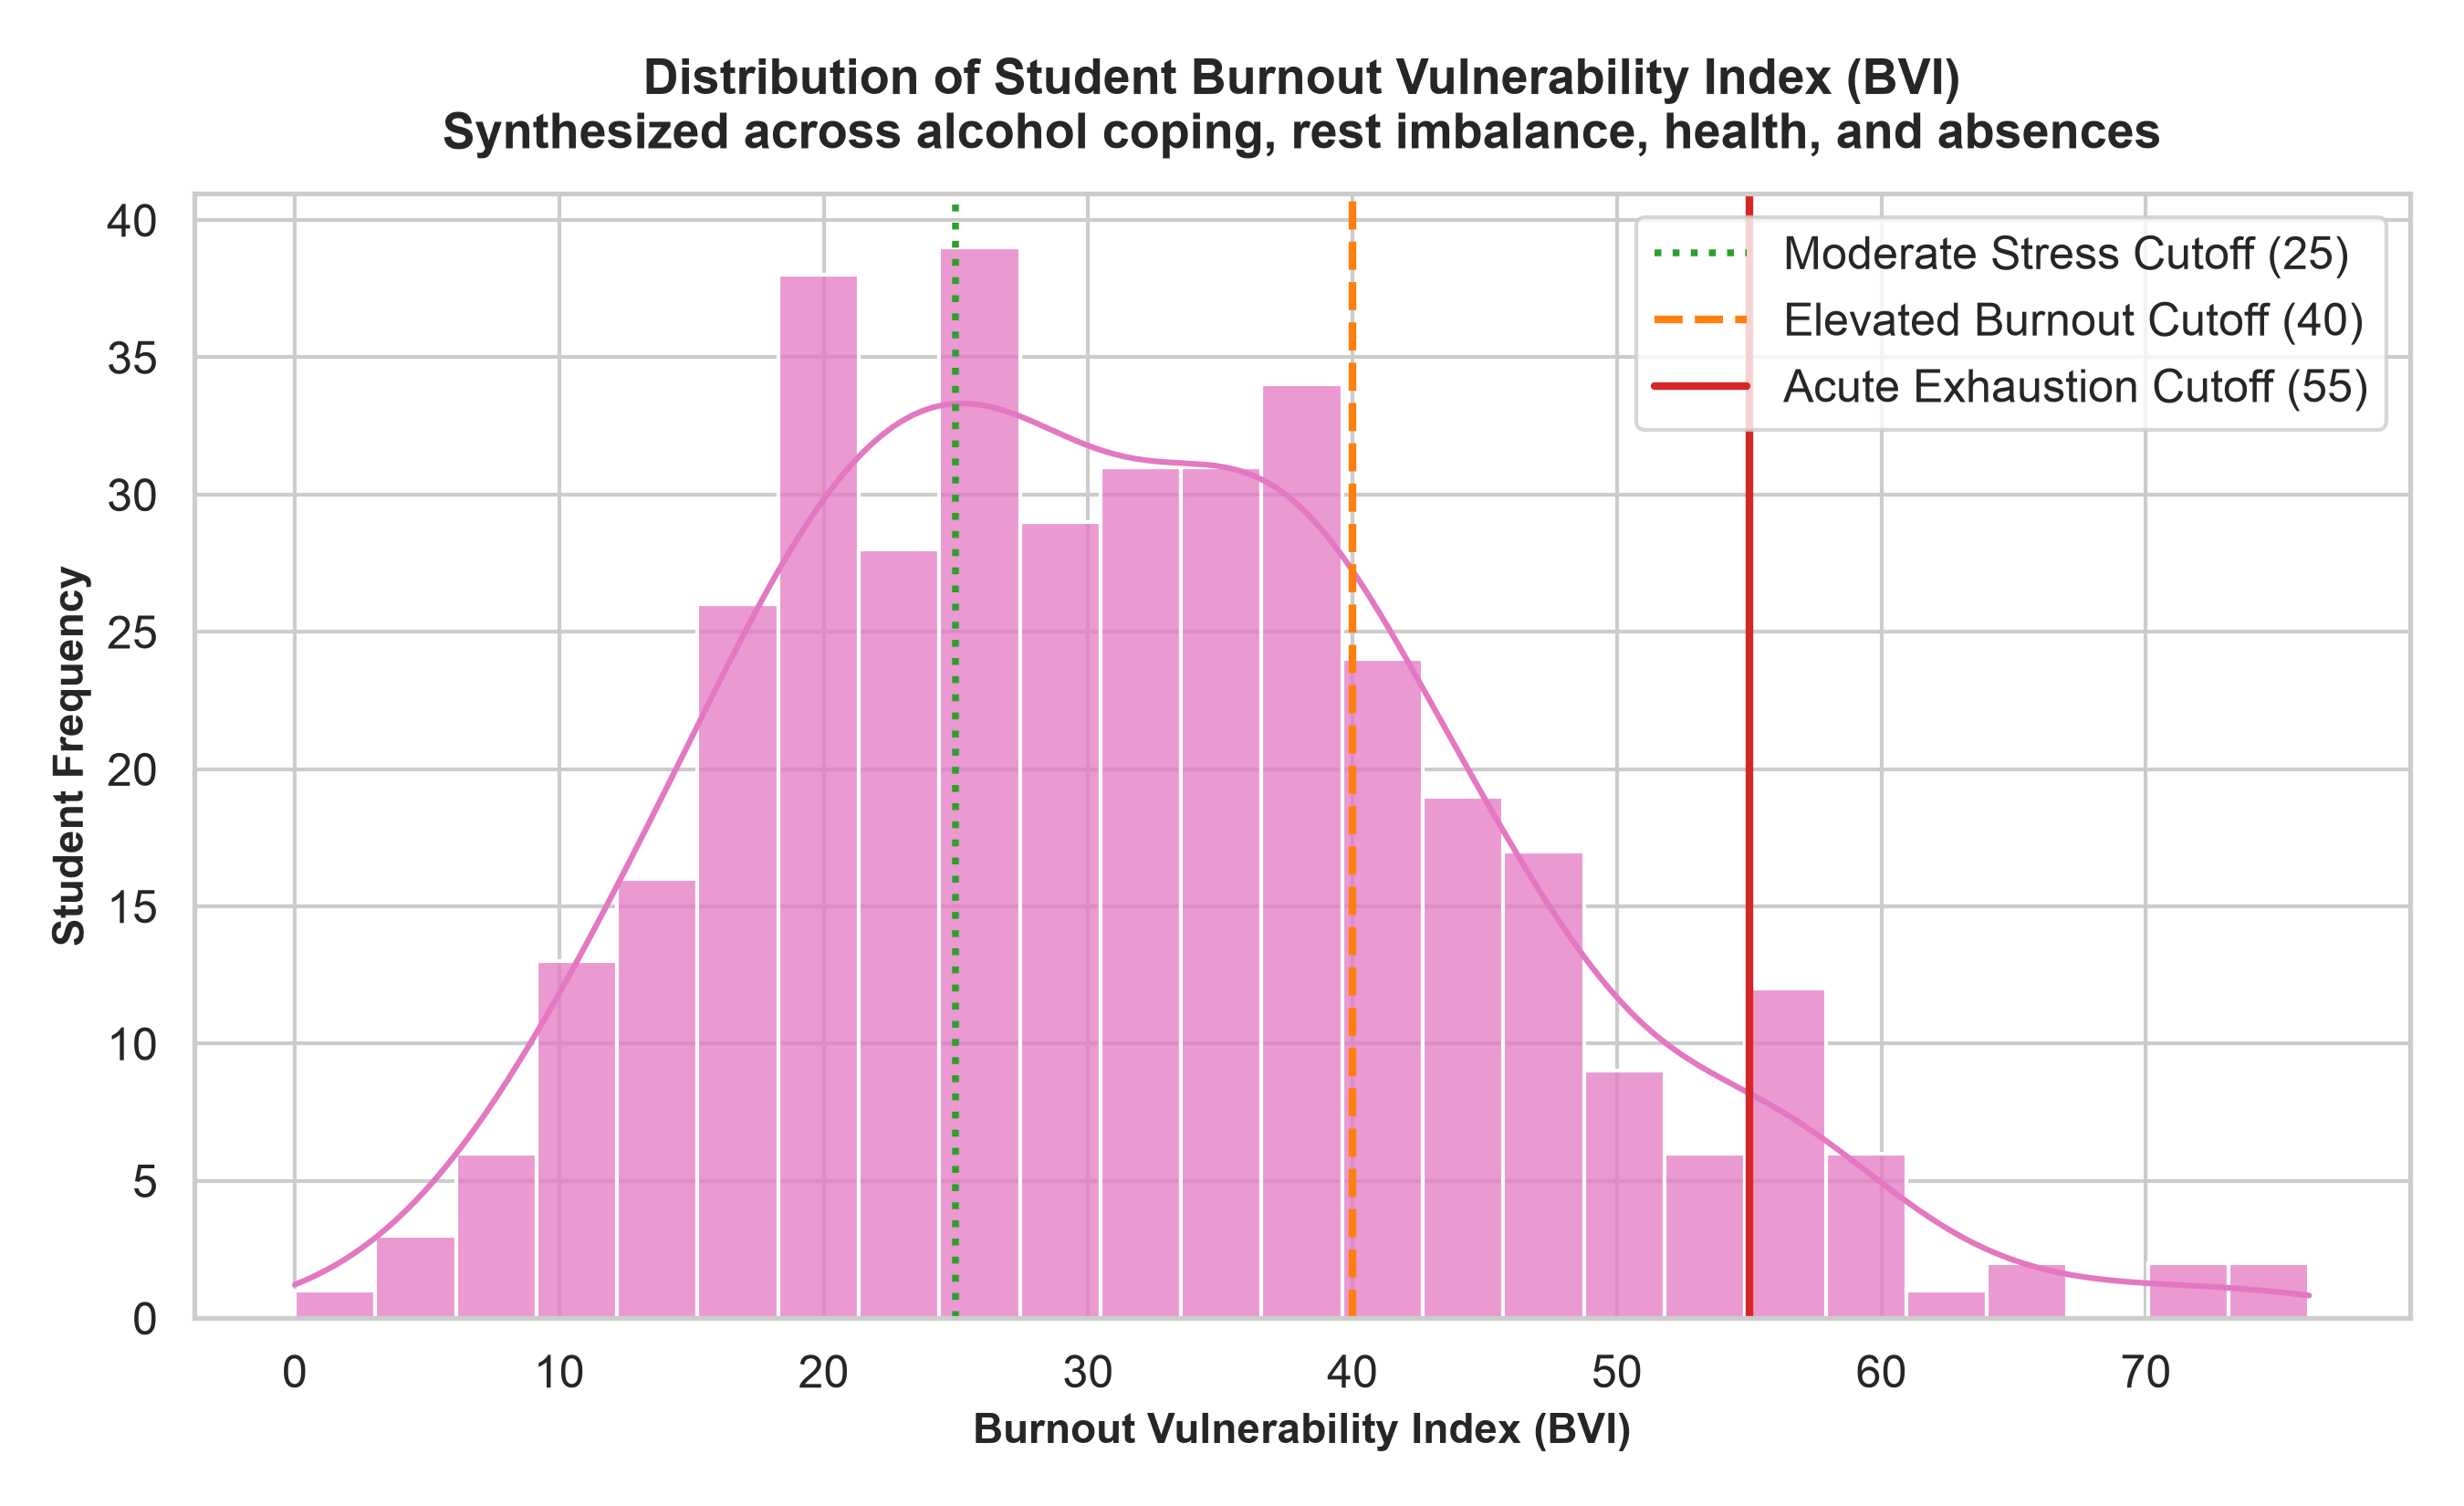 Distribution of Student Burnout Vulnerability Index (BVI)
Synthesized across alcohol coping, rest imbalance, health, and absences
Student Frequency
40
35
30
25
20
15
10
5
0
Moderate Stress Cutoff (25)
Elevated Burnout Cutoff (40)
Acute Exhaustion Cutoff (55)
0 10 20 30 40 50 60 70
Burnout Vulnerability Index (BVI)